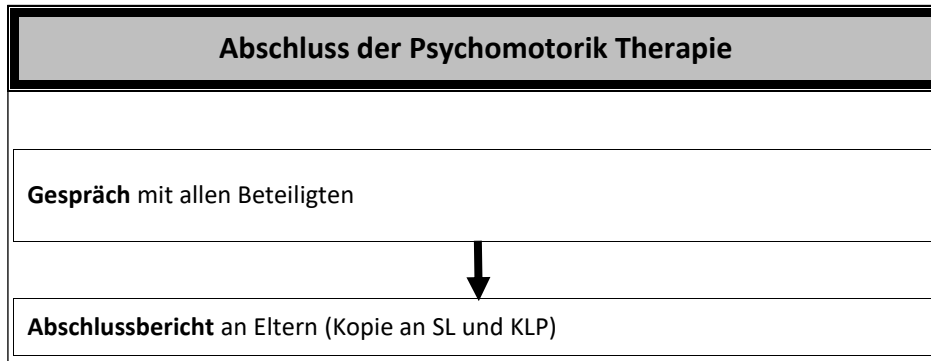 Abschluss der Psychomotorik Therapie
Gespräch mit allen Beteiligten
Abschlussbericht an Eltern (Kopie an SL und KLP)